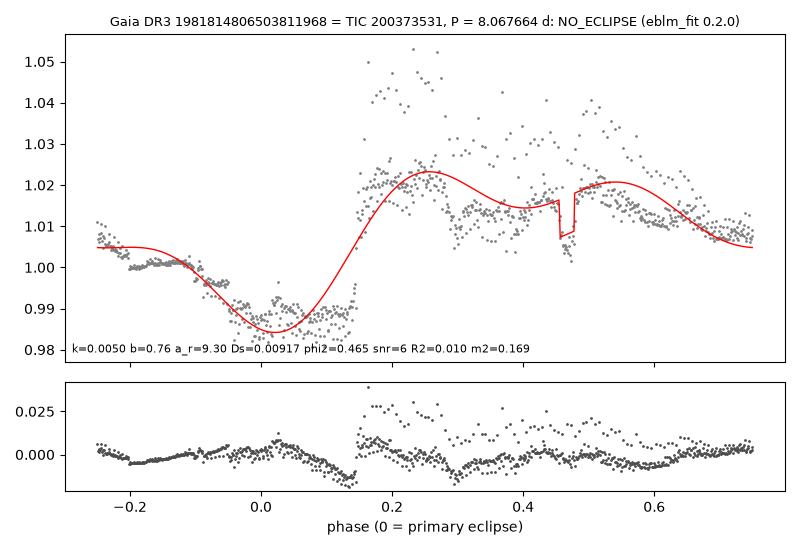 Gaia DR3 1981814806503811968 = TIC 200373531, P = 8.067664 d: NO_ECLIPSE (eblm_fit 0.2.0)
1.05
1.04
1.03
1.02
1.01
1.00
0.99
0.98
k=0.0050 b=0.76 a_r=9.30 Ds=0.00917 phi2=0.465 snr=6 R2=0.010 m2=0.169
0.025
0.000
−0.2 0.0 0.2 0.4 0.6
phase (0 = primary eclipse)